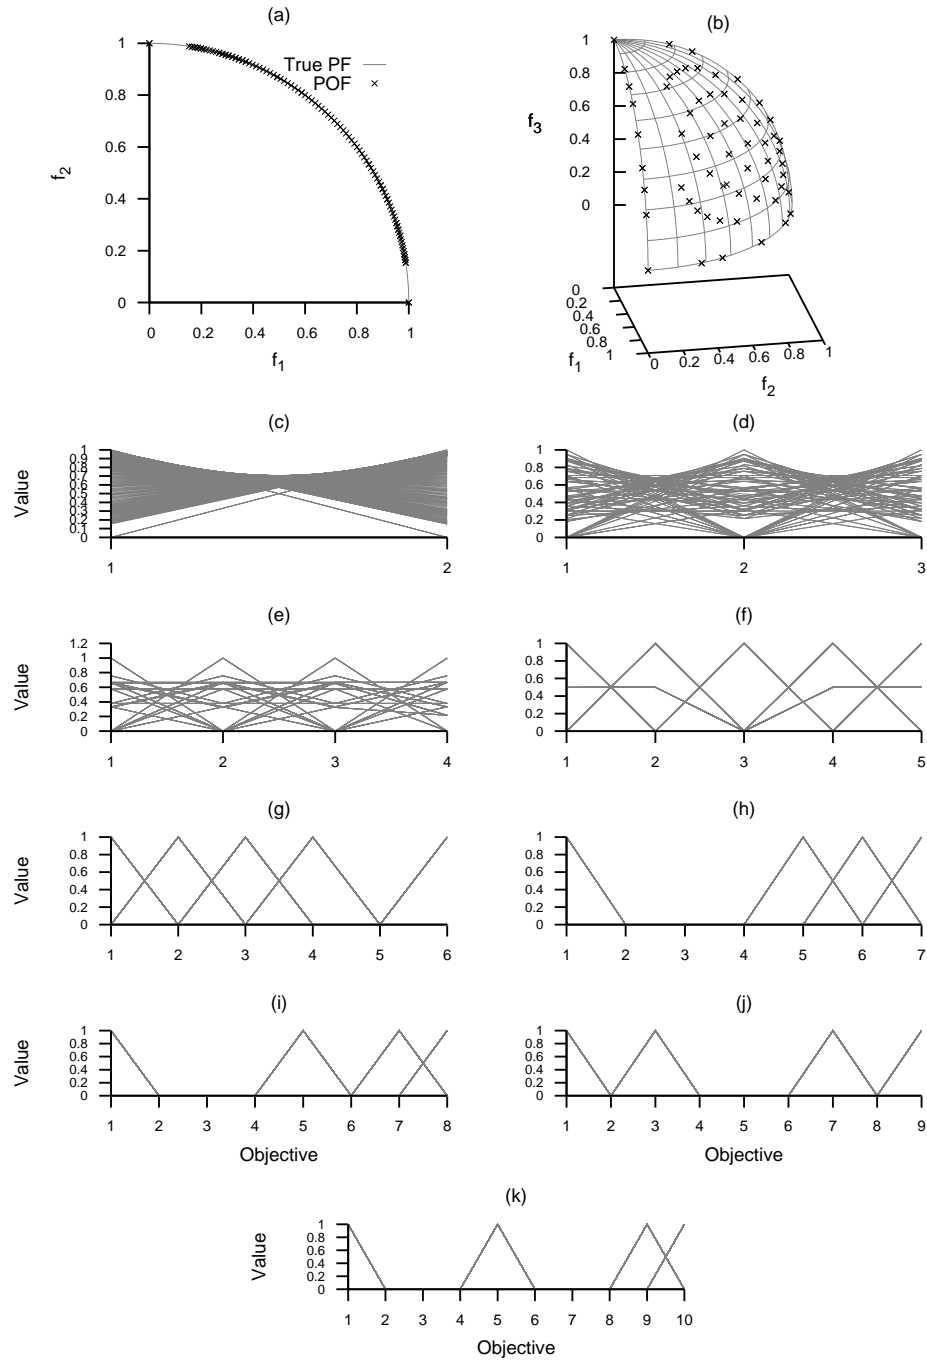 (a)
1
0.8
0.6
0.4
0.2
0
f2
True PF
POF
0 0.2 0.4 0.6 0.8 1
f1
(b)
1
0.8
0.6
0.4
0.2
0
f3
0
0.2
0.4
0.6
0.8
1
f1
0 0.2 0.4 0.6 0.8 1
f2
(c)
Value
1
0.9
0.8
0.7
0.6
0.5
0.4
0.3
0.2
0.1
0
1 2
(d)
1
0.8
0.6
0.4
0.2
0
1 2 3
(e)
Value
1.2
1
0.8
0.6
0.4
0.2
0
1 2 3 4
(f)
1
0.8
0.6
0.4
0.2
0
1 2 3 4 5
(g)
Value
1
0.8
0.6
0.4
0.2
0
1 2 3 4 5 6
(h)
1
0.8
0.6
0.4
0.2
0
1 2 3 4 5 6 7
(i)
Value
1
0.8
0.6
0.4
0.2
0
1 2 3 4 5 6 7 8
Objective
(j)
1
0.8
0.6
0.4
0.2
0
1 2 3 4 5 6 7 8 9
Objective
(k)
Value
1
0.8
0.6
0.4
0.2
0
1 2 3 4 5 6 7 8 9 10
Objective